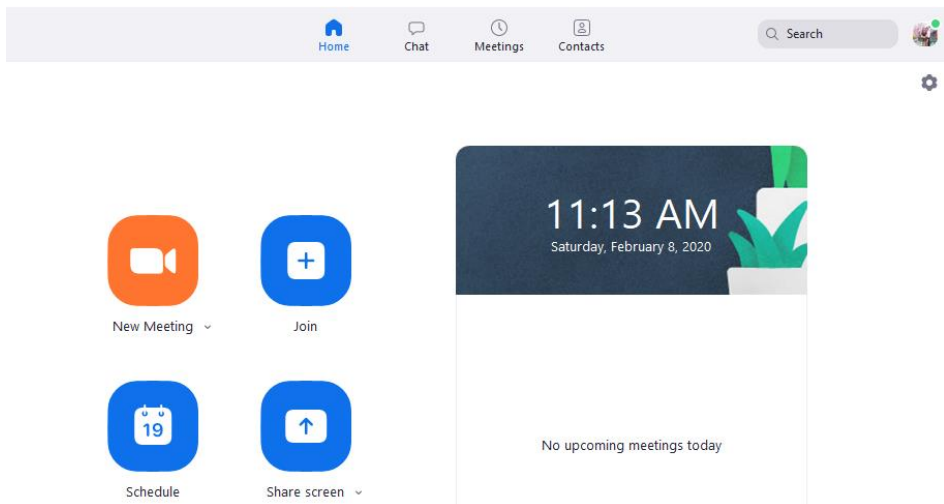 Home
Chat
Meetings
Contacts
Search
11:13 AM
Saturday, February 8, 2020
New Meeting
Join
19
Schedule
Share screen
No upcoming meetings today